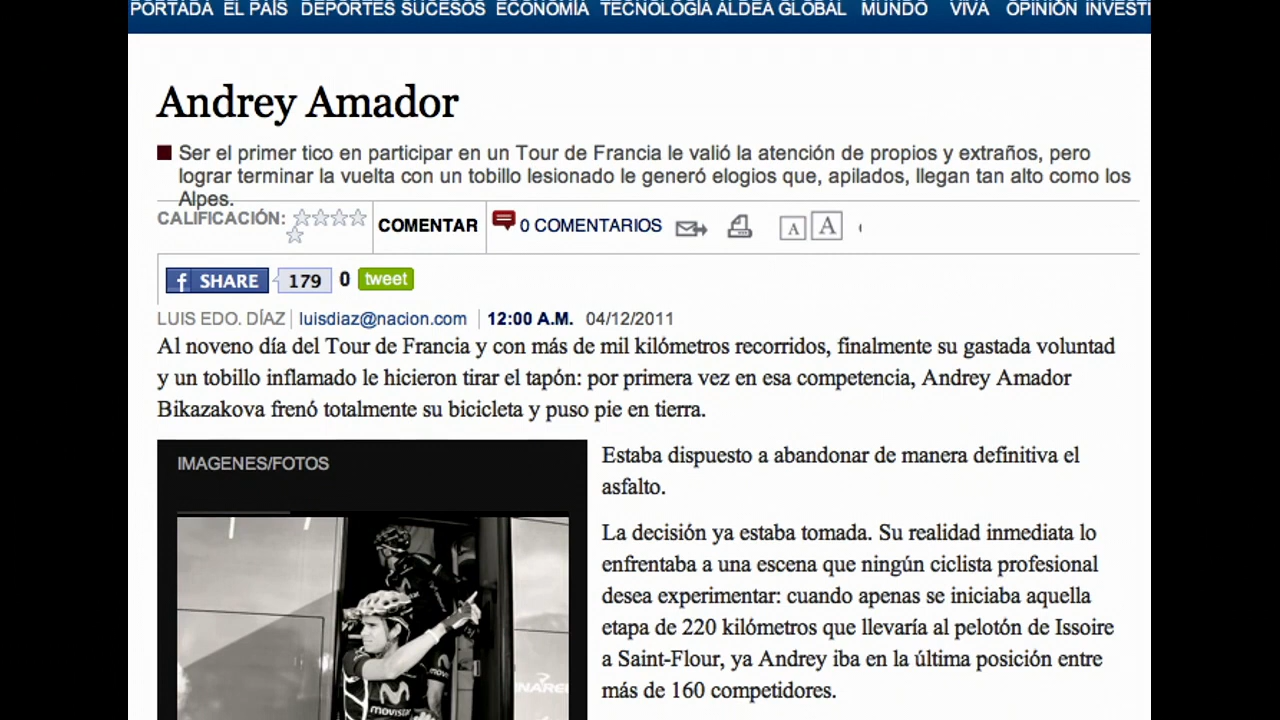 PORTADA EL PAÍS DEPORTES SUCESOS ECONOMÍA TECNOLOGÍA ALDEA GLOBAL MUNDO VIVA OPINIÓN INVESTI
Andrey Amador
Ser el primer tico en participar en un Tour de Francia le valió la atención de propios y extraños, pero
lograr terminar la vuelta con un tobillo lesionado le generó elogios que, apilados, llegan tan alto como los
Alpes.
CALIFICACIÓN: COMENTAR 0 COMENTARIOS A A
f SHARE 179 0 tweet
LUIS EDO. DÍAZ luisdiaz@nacion.com 12:00 A.M. 04/12/2011
Al noveno día del Tour de Francia y con más de mil kilómetros recorridos, finalmente su gastada voluntad
y un tobillo inflamado le hicieron tirar el tapón: por primera vez en esa competencia, Andrey Amador
Bikazakova frenó totalmente su bicicleta y puso pie en tierra.
IMAGENES/FOTOS
Estaba dispuesto a abandonar de manera definitiva el
asfalto.
La decisión ya estaba tomada. Su realidad inmediata lo
enfrentaba a una escena que ningún ciclista profesional
desea experimentar: cuando apenas se iniciaba aquella
etapa de 220 kilómetros que llevaría al pelotón de Issoire
a Saint-Flour, ya Andrey iba en la última posición entre
más de 160 competidores.
movistar